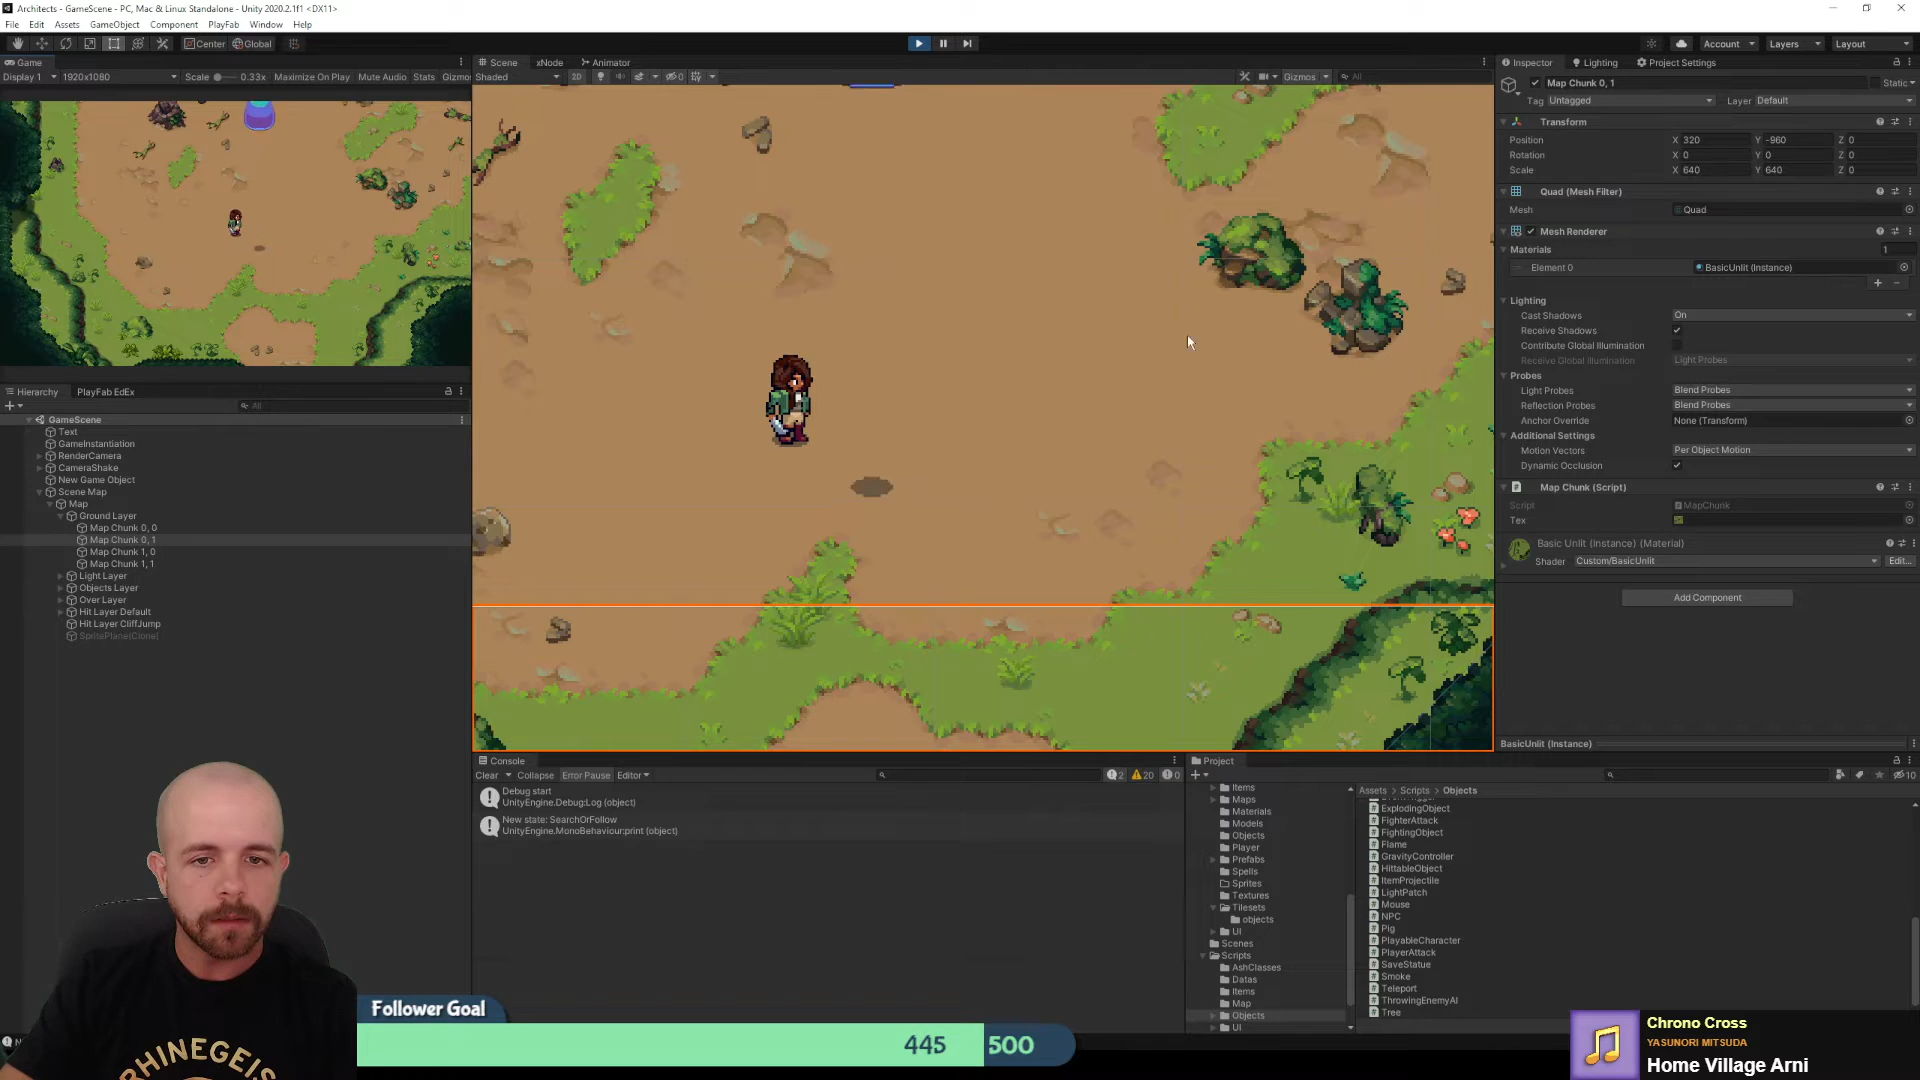 Architects - GameScene - PC, Mac & Linux Standalone - Unity 2020.2.1f1 <DX11>
File Edit Assets GameObject Component PlayFab Window Help
Center Global
Account Layers Layout
Game
Display 1 1920x1080 Scale 0.33x Maximize On Play Mute Audio Stats Gizmos
Scene xNode Animator
Shaded 2D 0 Gizmos All
Hierarchy PlayFab EdEx
All
GameScene
Text
GameInstantiation
RenderCamera
CameraShake
New Game Object
Scene Map
Map
Ground Layer
Map Chunk 0, 0
Map Chunk 0, 1
Map Chunk 1, 0
Map Chunk 1, 1
Light Layer
Objects Layer
Over Layer
Hit Layer Default
Hit Layer CliffJump
SpritePlane(Clone)
Inspector Lighting Project Settings
Map Chunk 0, 1 Static
Tag Untagged Layer Default
Transform
Position X 320 Y -960 Z 0
Rotation X 0 Y 0 Z 0
Scale X 640 Y 640 Z 0
Quad (Mesh Filter)
Mesh Quad
Mesh Renderer
Materials 1
Element 0 BasicUnlit (Instance)
Lighting
Cast Shadows On
Receive Shadows
Contribute Global Illumination
Receive Global Illumination Light Probes
Probes
Light Probes Blend Probes
Reflection Probes Blend Probes
Anchor Override None (Transform)
Additional Settings
Motion Vectors Per Object Motion
Dynamic Occlusion
Map Chunk (Script)
Script MapChunk
Tex
Basic Unlit (Instance) (Material)
Shader Custom/BasicUnlit Edit...
Add Component
BasicUnlit (Instance)
Console
Clear Collapse Error Pause Editor 2 20 0
Debug start
UnityEngine.Debug:Log (object)
New state: SearchOrFollow
UnityEngine.MonoBehaviour:print (object)
Project
10
Items
Maps
Materials
Models
Objects
Player
Prefabs
Spells
Sprites
Textures
Tilesets
objects
UI
Scenes
Scripts
AshClasses
Datas
Items
Map
Objects
UI
Assets > Scripts > Objects
ExplodingObject
FighterAttack
FightingObject
Flame
GravityController
HittableObject
ItemProjectile
LightPatch
Mouse
NPC
Pig
PlayableCharacter
PlayerAttack
SaveStatue
Smoke
Teleport
ThrowingEnemyAI
Tree
Follower Goal
445 500
Chrono Cross
YASUNORI MITSUDA
Home Village Arni